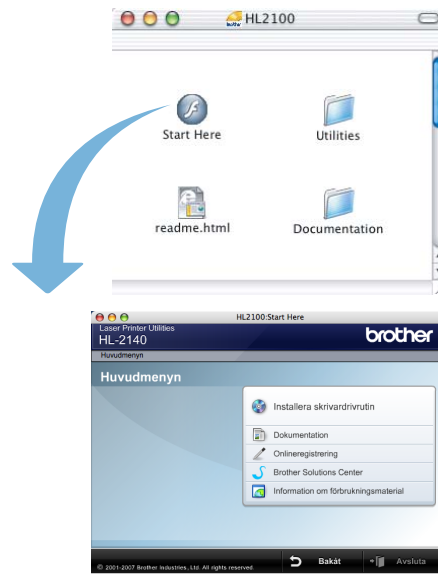 HL2100
Start Here
Utilities
readme.html
Documentation
HL2100:Start Here
Laser Printer Utilities
HL-2140
brother
Huvudmenyn
Huvudmenyn
Installera skrivardrivrutin
Dokumentation
Onlineregistrering
Brother Solutions Center
Information om förbrukningsmaterial
© 2001-2007 Brother Industries, Ltd. All rights reserved.
Bakåt
Avsluta